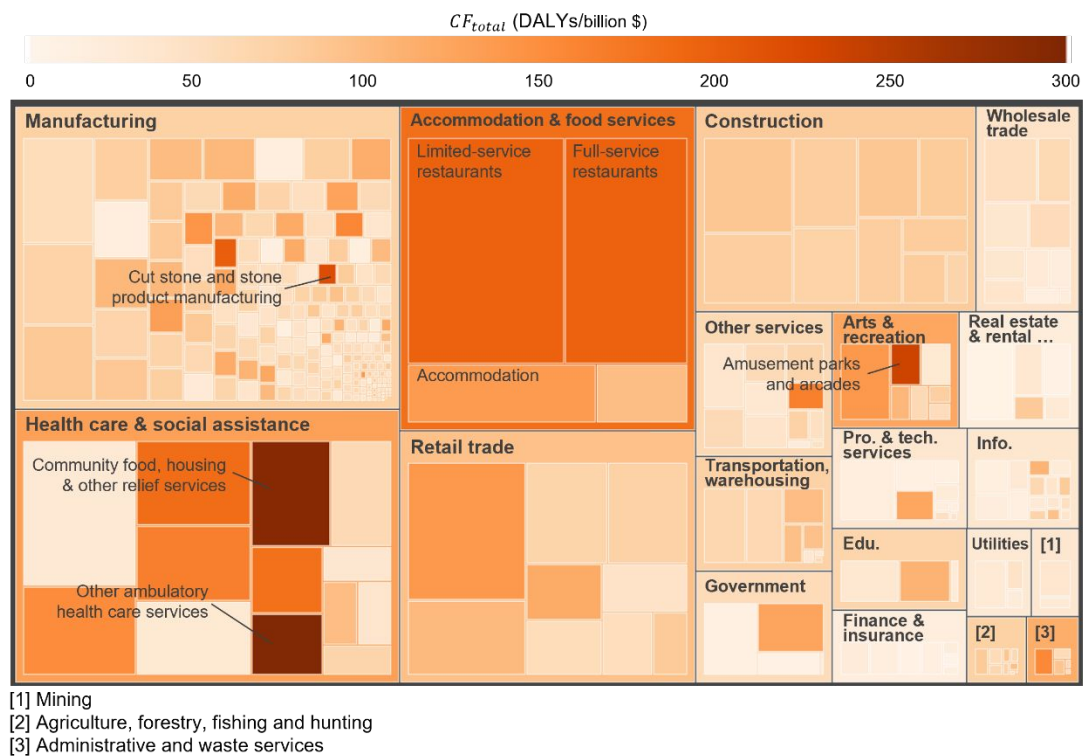 CF_total (DALYs/billion $)
0 50 100 150 200 250 300
Manufacturing
Cut stone and stone
product manufacturing
Accommodation & food services
Limited-service
restaurants
Full-service
restaurants
Accommodation
Construction
Wholesale
trade
Other services
Arts &
recreation
Amusement parks
and arcades
Real estate
& rental ...
Health care & social assistance
Community food, housing
& other relief services
Other ambulatory
health care services
Retail trade
Transportation,
warehousing
Pro. & tech.
services
Info.
Government
Edu.
Utilities
[1]
Finance &
insurance
[2]
[3]
[1] Mining
[2] Agriculture, forestry, fishing and hunting
[3] Administrative and waste services